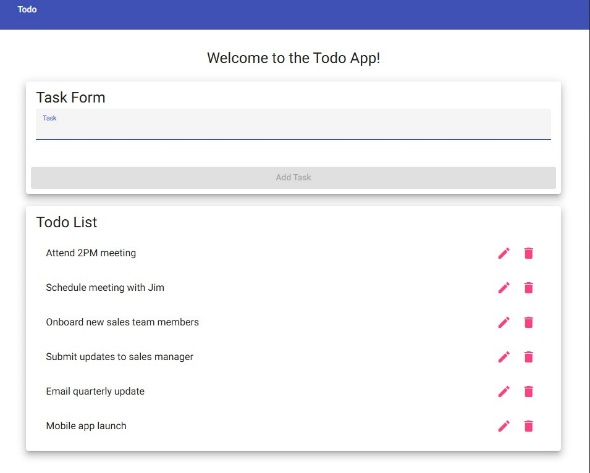 Todo
Welcome to the Todo App!
Task Form
Task
Add Task
Todo List
Attend 2PM meeting
Schedule meeting with Jim
Onboard new sales team members
Submit updates to sales manager
Email quarterly update
Mobile app launch